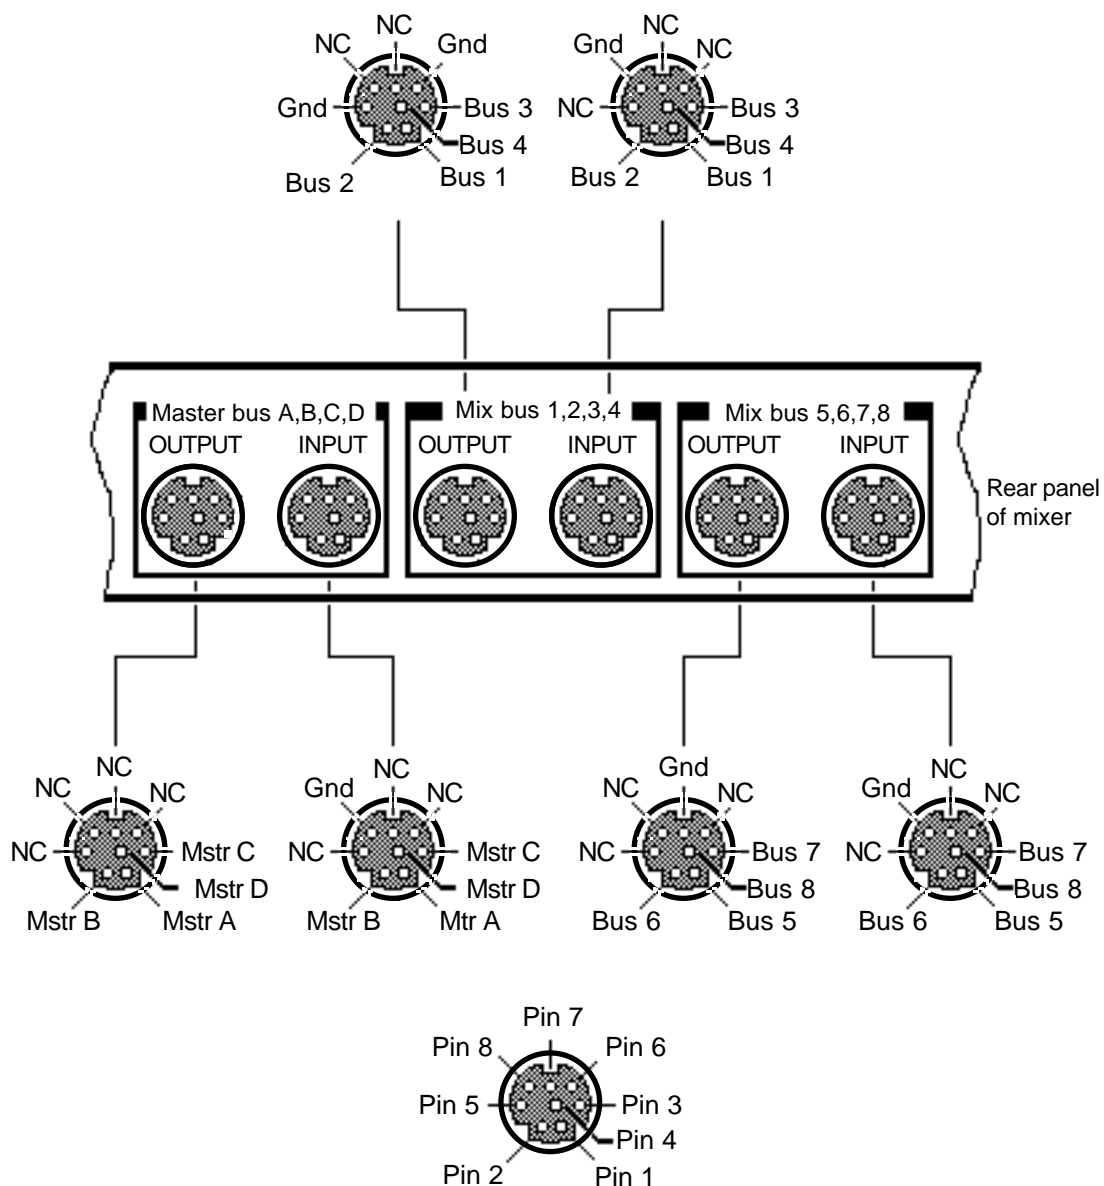 NC
NC
Gnd
Gnd
Bus 3
Bus 4
Bus 2
Bus 1
NC
Gnd
NC
NC
Bus 3
Bus 4
Bus 2
Bus 1
Master bus A,B,C,D
OUTPUT
INPUT
Mix bus 1,2,3,4
OUTPUT
INPUT
Mix bus 5,6,7,8
OUTPUT
INPUT
Rear panel
of mixer
NC
NC
NC
NC
Mstr C
Mstr D
Mstr B
Mstr A
NC
Gnd
NC
NC
Mstr C
Mstr D
Mstr B
Mtr A
Gnd
NC
NC
NC
Bus 7
Bus 8
Bus 6
Bus 5
NC
Gnd
NC
NC
Bus 7
Bus 8
Bus 6
Bus 5
Pin 7
Pin 8
Pin 6
Pin 5
Pin 3
Pin 4
Pin 2
Pin 1